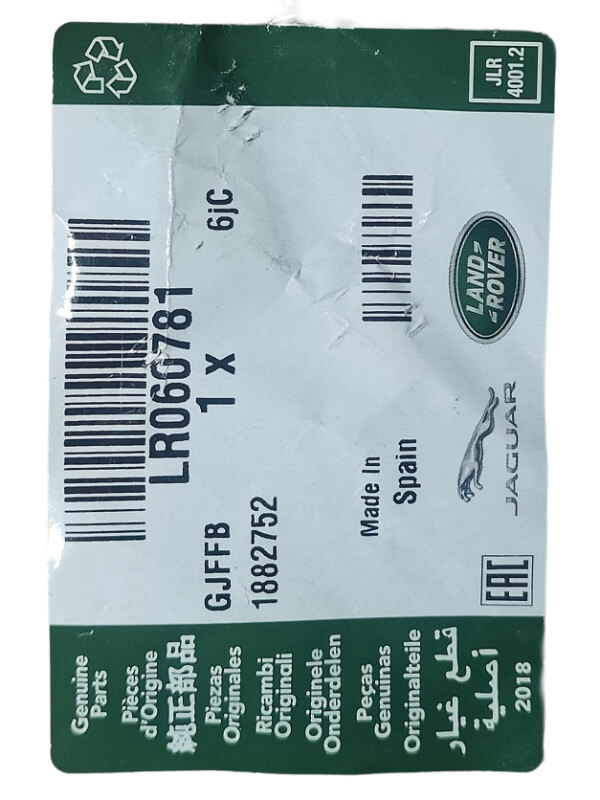 Genuine
Parts
Pièces
d'Origine
純正部品
Piezas
Originales
Ricambi
Originali
Originele
Onderdelen
Peças
Genuinas
Originalteile
قطع غيار
أصلية
2018
LR060781
1 X
GJFFB
6jC
1882752
Made In
Spain
JAGUAR
LAND
ROVER
EAC
JLR
4001.2